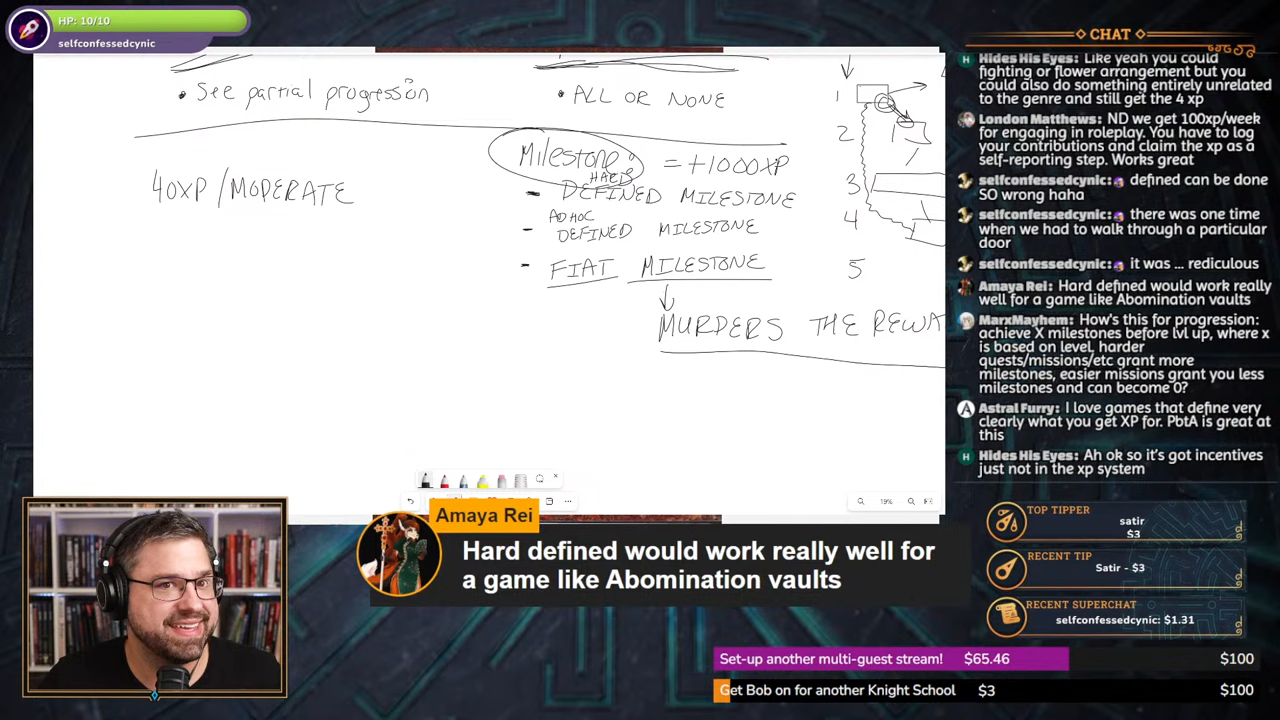 HP: 10/10
selfconfessedcynic
• See partial progression
• ALL OR NONE
40XP/MODERATE
Milestone = +1000XP
HARD
- DEFINED MILESTONE
AD HOC
- DEFINED MILESTONE
- FIAT MILESTONE
MURDERS THE REWA
1
2
3
4
5
19%
CHAT
Hides His Eyes: Like yeah you could
fighting or flower arrangement but you
could also do something entirely unrelated
to the genre and still get the 4 xp
London Matthews: ND we get 100xp/week
for engaging in roleplay. You have to log
your contributions and claim the xp as a
self-reporting step. Works great
selfconfessedcynic: defined can be done
SO wrong haha
selfconfessedcynic: there was one time
when we had to walk through a particular
door
selfconfessedcynic: it was ... rediculous
Amaya Rei: Hard defined would work really
well for a game like Abomination vaults
MarxMayhem: How's this for progression:
achieve X milestones before lvl up, where x
is based on level, harder
quests/missions/etc grant more
milestones, easier missions grant you less
milestones and can become 0?
Astral Furry: I love games that define very
clearly what you get XP for. PbtA is great at
this
Hides His Eyes: Ah ok so it's got incentives
just not in the xp system
Amaya Rei
Hard defined would work really well for
a game like Abomination vaults
TOP TIPPER
satir
$3
RECENT TIP
Satir - $3
RECENT SUPERCHAT
selfconfessedcynic: $1.31
Set-up another multi-guest stream! $65.46 $100
Get Bob on for another Knight School $3 $100